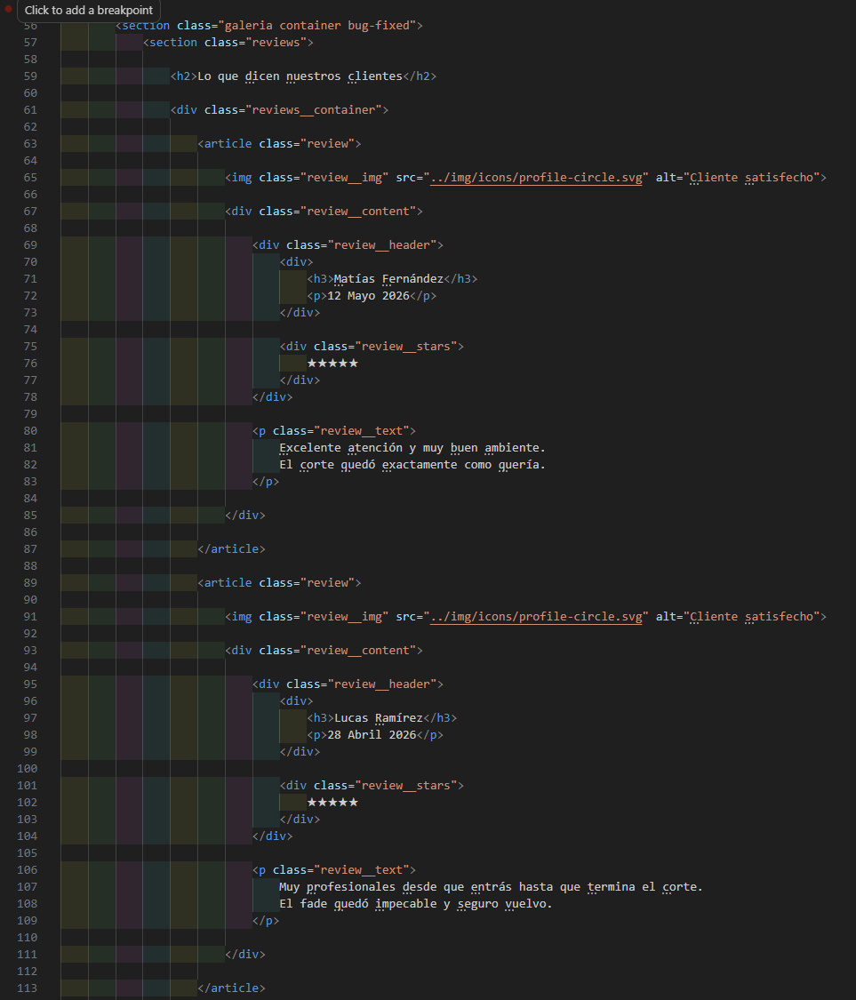 Click to add a breakpoint
56 <section class="galeria container bug-fixed">
57 <section class="reviews">
58
59 <h2>Lo que dicen nuestros clientes</h2>
60
61 <div class="reviews__container">
62
63 <article class="review">
64
65 <img class="review__img" src="../img/icons/profile-circle.svg" alt="Cliente satisfecho">
66
67 <div class="review__content">
68
69 <div class="review__header">
70 <div>
71 <h3>Matías Fernández</h3>
72 <p>12 Mayo 2026</p>
73 </div>
74
75 <div class="review__stars">
76 ★★★★★
77 </div>
78 </div>
79
80 <p class="review__text">
81 Excelente atención y muy buen ambiente.
82 El corte quedó exactamente como quería.
83 </p>
84
85 </div>
86
87 </article>
88
89 <article class="review">
90
91 <img class="review__img" src="../img/icons/profile-circle.svg" alt="Cliente satisfecho">
92
93 <div class="review__content">
94
95 <div class="review__header">
96 <div>
97 <h3>Lucas Ramírez</h3>
98 <p>28 Abril 2026</p>
99 </div>
100
101 <div class="review__stars">
102 ★★★★★
103 </div>
104 </div>
105
106 <p class="review__text">
107 Muy profesionales desde que entrás hasta que termina el corte.
108 El fade quedó impecable y seguro vuelvo.
109 </p>
110
111 </div>
112
113 </article>